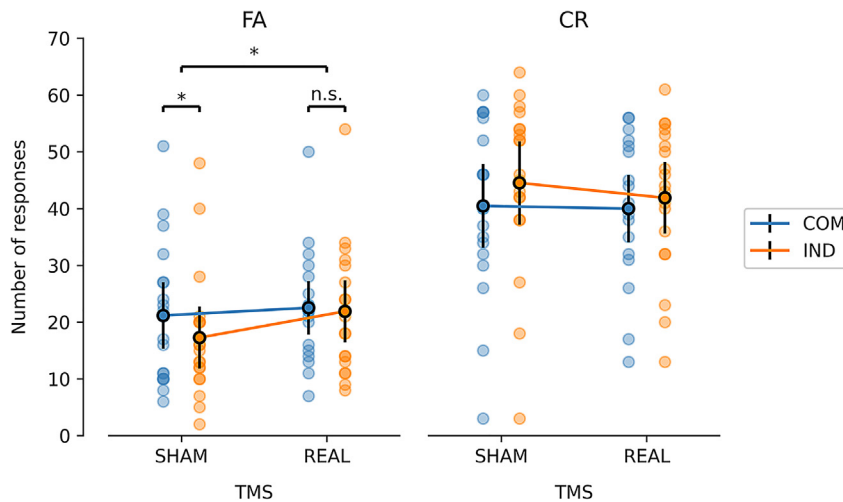 FA
CR
70
60
50
40
30
20
10
0
Number of responses
*
*
n.s.
SHAM
REAL
TMS
SHAM
REAL
TMS
COM
IND